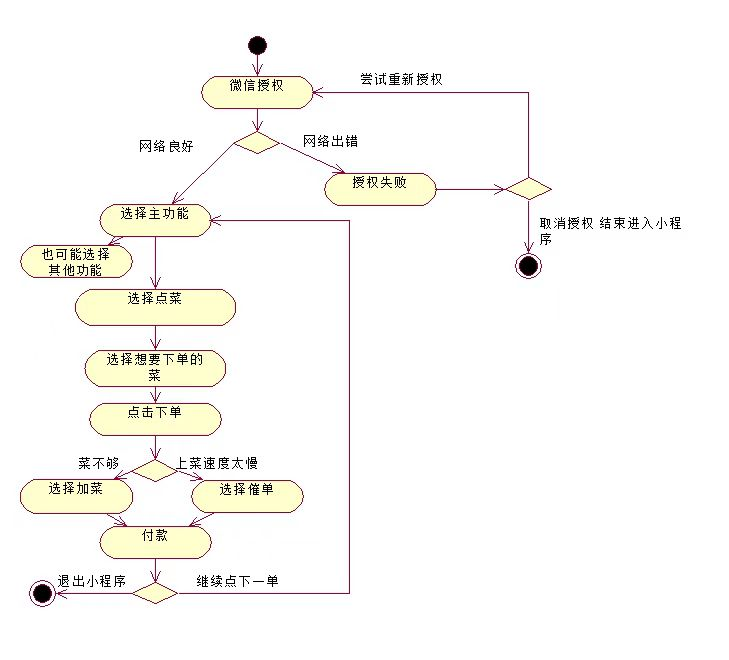 尝试重新授权
微信授权
网络良好
网络出错
授权失败
选择主功能
取消授权 结束进入小程
序
也可能选择
其他功能
选择点菜
选择想要下单的
菜
点击下单
菜不够
上菜速度太慢
选择加菜
选择催单
付款
退出小程序
继续点下一单